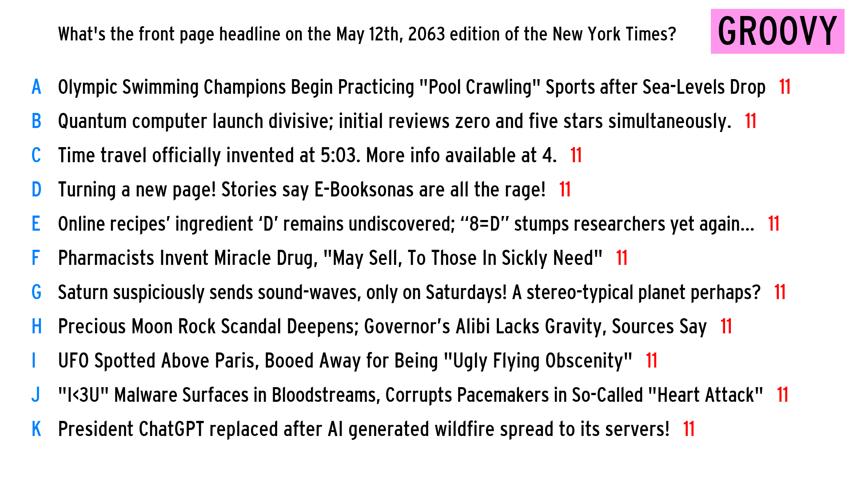 What's the front page headline on the May 12th, 2063 edition of the New York Times?
GROOVY
A Olympic Swimming Champions Begin Practicing "Pool Crawling" Sports after Sea-Levels Drop 11
B Quantum computer launch divisive; initial reviews zero and five stars simultaneously. 11
C Time travel officially invented at 5:03. More info available at 4. 11
D Turning a new page! Stories say E-Booksonas are all the rage! 11
E Online recipes’ ingredient ‘D’ remains undiscovered; “8=D” stumps researchers yet again... 11
F Pharmacists Invent Miracle Drug, "May Sell, To Those In Sickly Need" 11
G Saturn suspiciously sends sound-waves, only on Saturdays! A stereo-typical planet perhaps? 11
H Precious Moon Rock Scandal Deepens; Governor’s Alibi Lacks Gravity, Sources Say 11
I UFO Spotted Above Paris, Booed Away for Being "Ugly Flying Obscenity" 11
J "I<3U" Malware Surfaces in Bloodstreams, Corrupts Pacemakers in So-Called "Heart Attack" 11
K President ChatGPT replaced after AI generated wildfire spread to its servers! 11